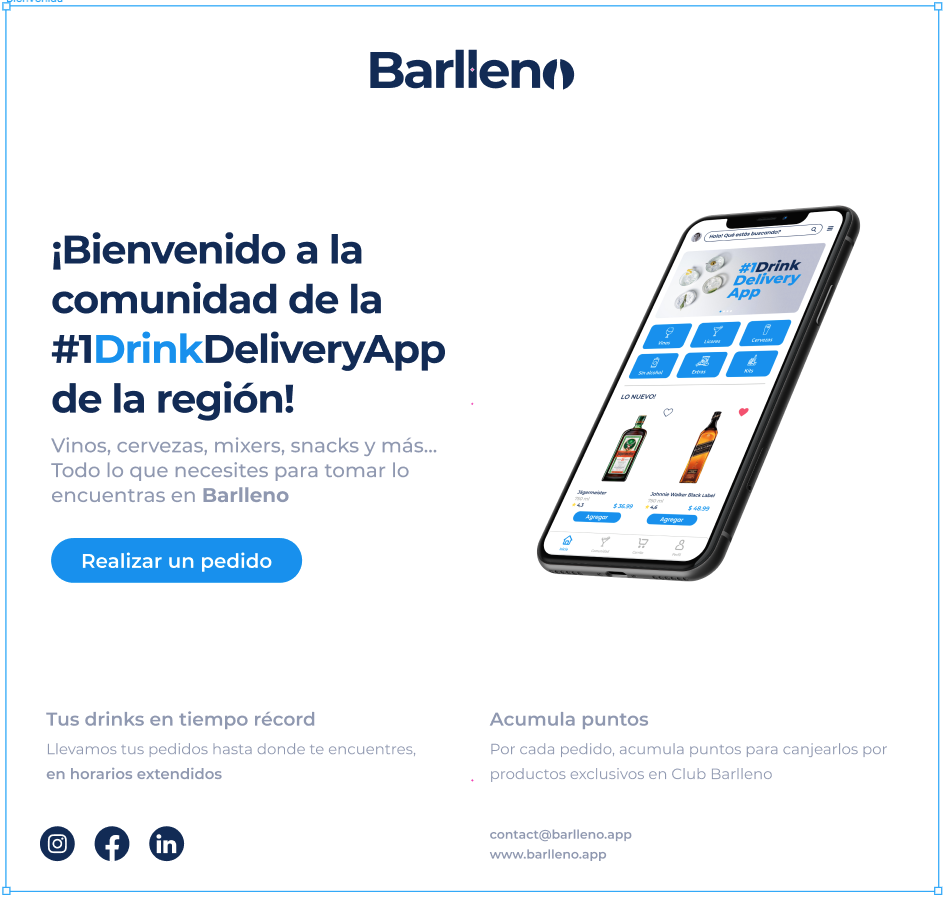 Bienvenida
Barlleno
¡Bienvenido a la
comunidad de la
#1DrinkDeliveryApp
de la región!
Vinos, cervezas, mixers, snacks y más...
Todo lo que necesites para tomar lo
encuentras en Barlleno
Realizar un pedido
Hola! Qué estás buscando?
#1Drink
Delivery
App
Vinos
Licores
Cervezas
Sin alcohol
Extras
Kits
LO NUEVO!
Jägermeister
750 ml
4.3
$ 36.99
Agregar
Johnnie Walker Black Label
750 ml
4.6
$ 48.99
Agregar
Tus drinks en tiempo récord
Llevamos tus pedidos hasta donde te encuentres,
en horarios extendidos
Acumula puntos
Por cada pedido, acumula puntos para canjearlos por
productos exclusivos en Club Barlleno
contact@barlleno.app
www.barlleno.app